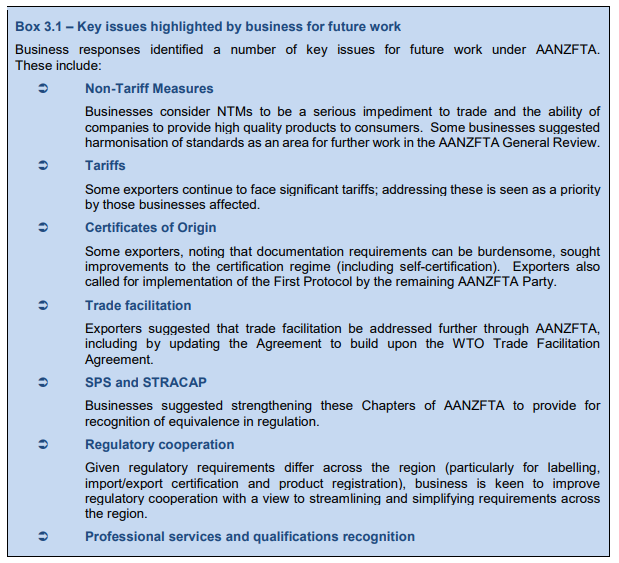 Box 3.1 – Key issues highlighted by business for future work
Business responses identified a number of key issues for future work under AANZFTA.
These include:
➲ Non-Tariff Measures
Businesses consider NTMs to be a serious impediment to trade and the ability of
companies to provide high quality products to consumers. Some businesses suggested
harmonisation of standards as an area for further work in the AANZFTA General Review.
➲ Tariffs
Some exporters continue to face significant tariffs; addressing these is seen as a priority
by those businesses affected.
➲ Certificates of Origin
Some exporters, noting that documentation requirements can be burdensome, sought
improvements to the certification regime (including self-certification). Exporters also
called for implementation of the First Protocol by the remaining AANZFTA Party.
➲ Trade facilitation
Exporters suggested that trade facilitation be addressed further through AANZFTA,
including by updating the Agreement to build upon the WTO Trade Facilitation
Agreement.
➲ SPS and STRACAP
Businesses suggested strengthening these Chapters of AANZFTA to provide for
recognition of equivalence in regulation.
➲ Regulatory cooperation
Given regulatory requirements differ across the region (particularly for labelling,
import/export certification and product registration), business is keen to improve
regulatory cooperation with a view to streamlining and simplifying requirements across
the region.
➲ Professional services and qualifications recognition